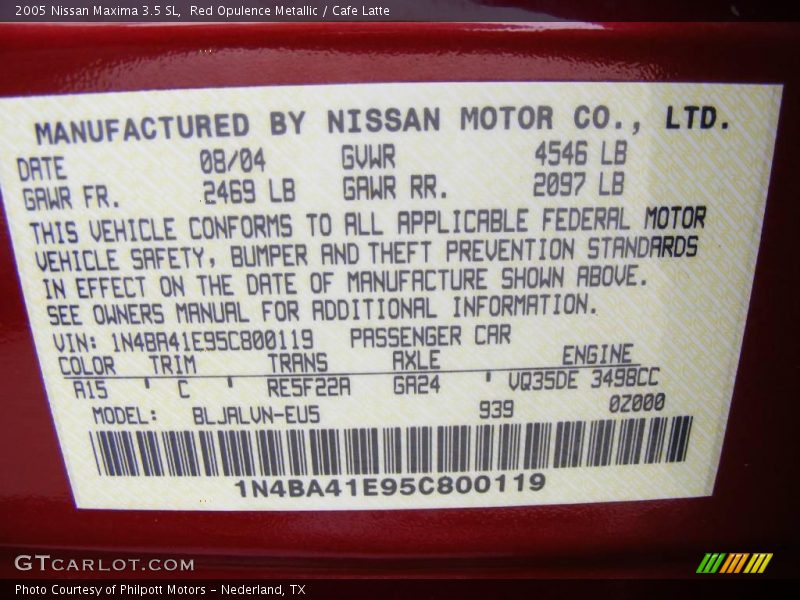 2005 Nissan Maxima 3.5 SL,  Red Opulence Metallic / Cafe Latte
MANUFACTURED BY NISSAN MOTOR CO., LTD.
DATE 08/04 GVWR 4546 LB
GAWR FR. 2469 LB GAWR RR. 2097 LB
THIS VEHICLE CONFORMS TO ALL APPLICABLE FEDERAL MOTOR
VEHICLE SAFETY, BUMPER AND THEFT PREVENTION STANDARDS
IN EFFECT ON THE DATE OF MANUFACTURE SHOWN ABOVE.
SEE OWNERS MANUAL FOR ADDITIONAL INFORMATION.
VIN: 1N4BA41E95C800119 PASSENGER CAR
COLOR TRIM TRANS AXLE ENGINE
A15 ' C ' RE5F22A GA24 ' VQ35DE 3498CC
MODEL: BLJALVN-EU5 939 0Z000
1N4BA41E95C800119
GTCARLOT.COM
Photo Courtesy of Philpott Motors - Nederland, TX